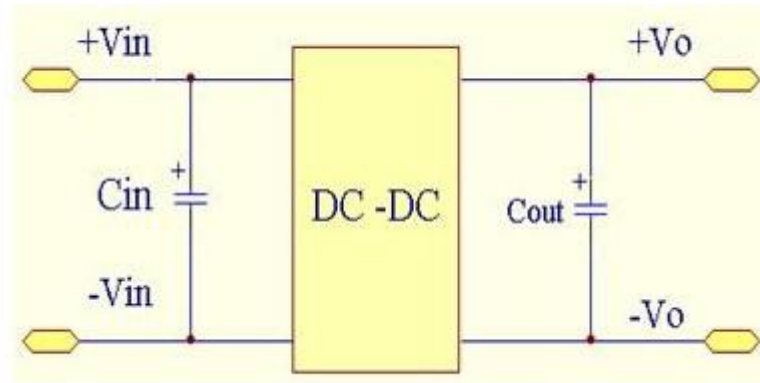 +Vin
+Vo
+
Cin
DC -DC
+
Cout
-Vin
-Vo